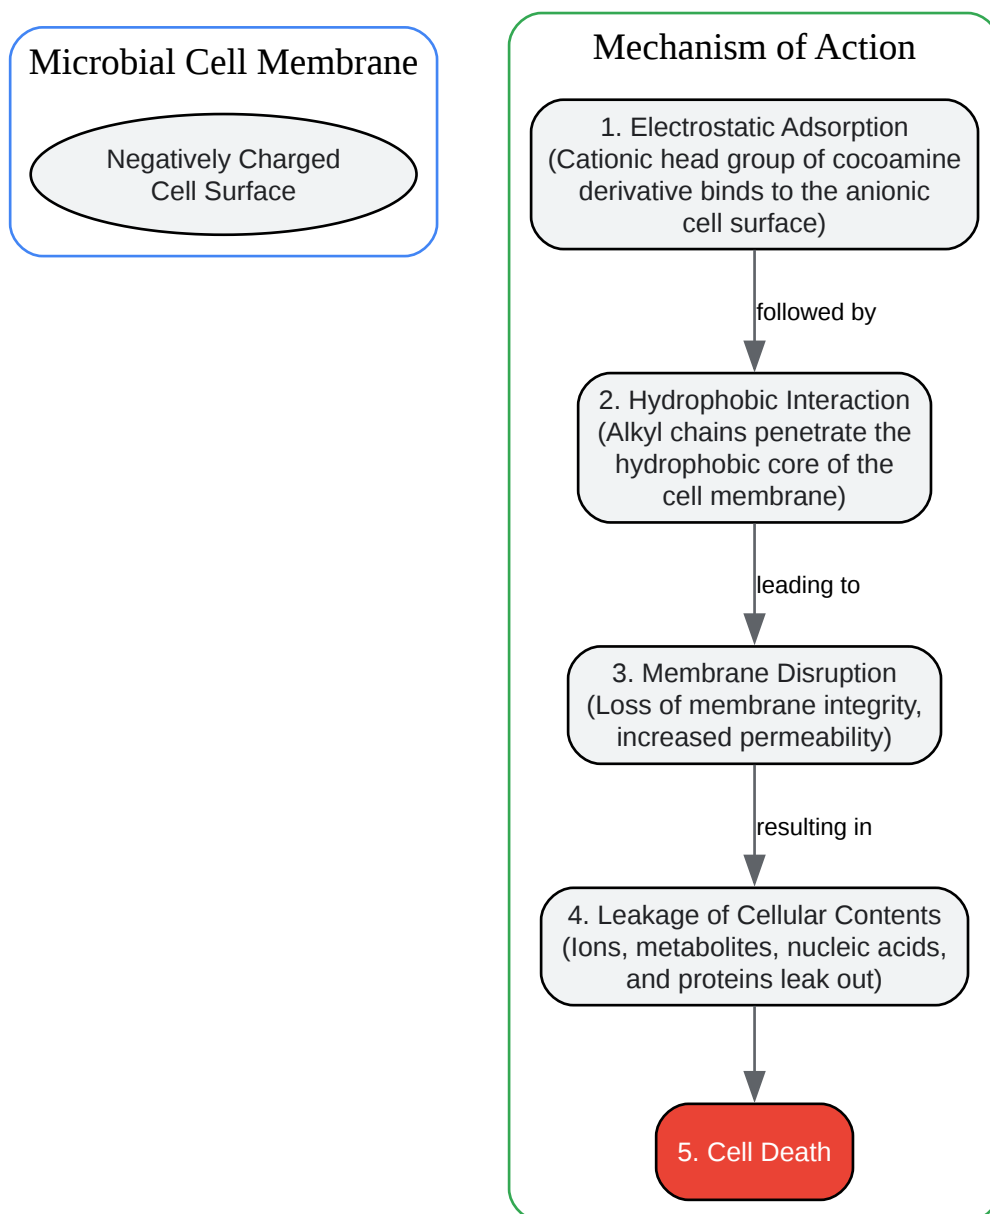 Microbial Cell Membrane
Negatively Charged
Cell Surface
Mechanism of Action
1. Electrostatic Adsorption
(Cationic head group of cocoamine
derivative binds to the anionic
cell surface)
followed by
2. Hydrophobic Interaction
(Alkyl chains penetrate the
hydrophobic core of the
cell membrane)
leading to
3. Membrane Disruption
(Loss of membrane integrity,
increased permeability)
resulting in
4. Leakage of Cellular Contents
(Ions, metabolites, nucleic acids,
and proteins leak out)
5. Cell Death